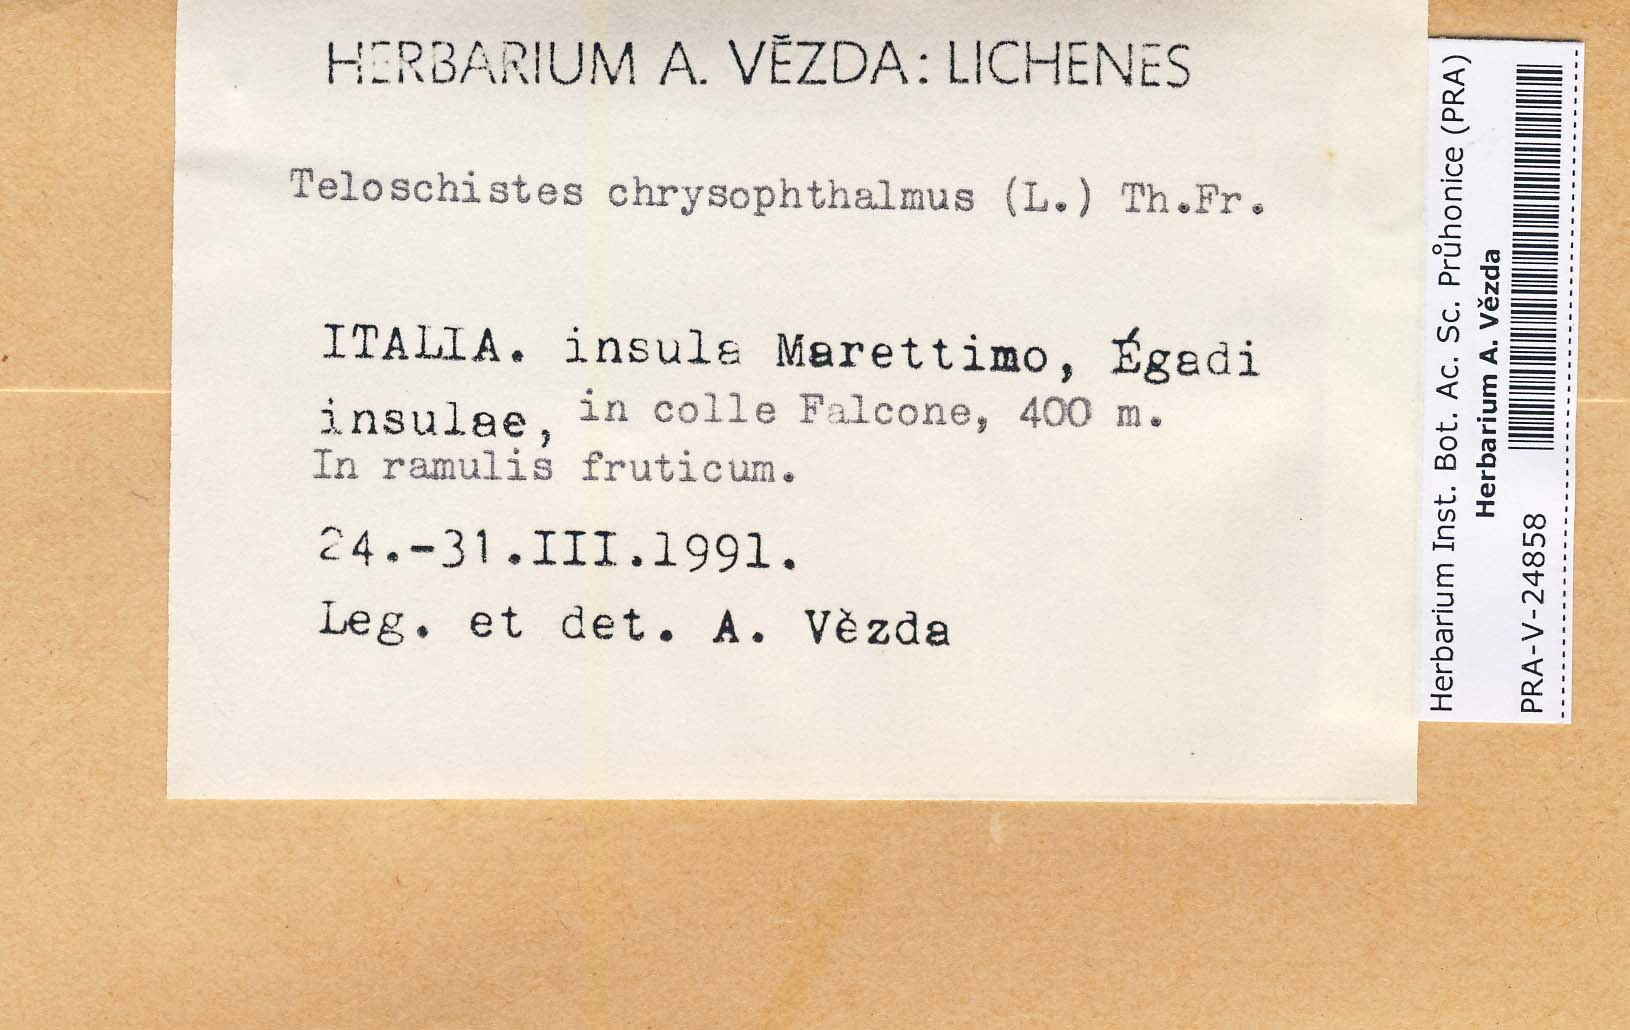 HERBARIUM A. VĚZDA: LICHENES
Teloschistes chrysophthalmus (L.) Th.Fr.
ITALIA. insula Marettimo, Égadi
insulae, in colle Falcone, 400 m.
In ramulis fruticum.
24.-31.III.1991.
Leg. et det. A. Vězda
Herbarium Inst. Bot. Ac. Sc. Průhonice (PRA)
Herbarium A. Vězda
PRA-V-24858